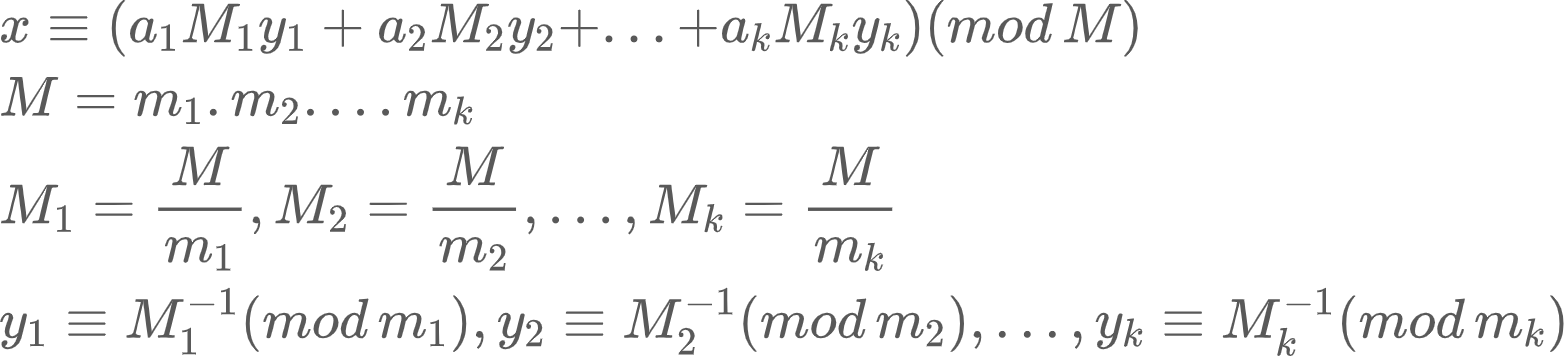 x ≡ (a₁M₁y₁ + a₂M₂y₂+...+aₖMₖyₖ)(mod M)
M = m₁.m₂....mₖ
M₁ = M/m₁, M₂ = M/m₂, ..., Mₖ = M/mₖ
y₁ ≡ M₁⁻¹(mod m₁), y₂ ≡ M₂⁻¹(mod m₂), ..., yₖ ≡ Mₖ⁻¹(mod mₖ)